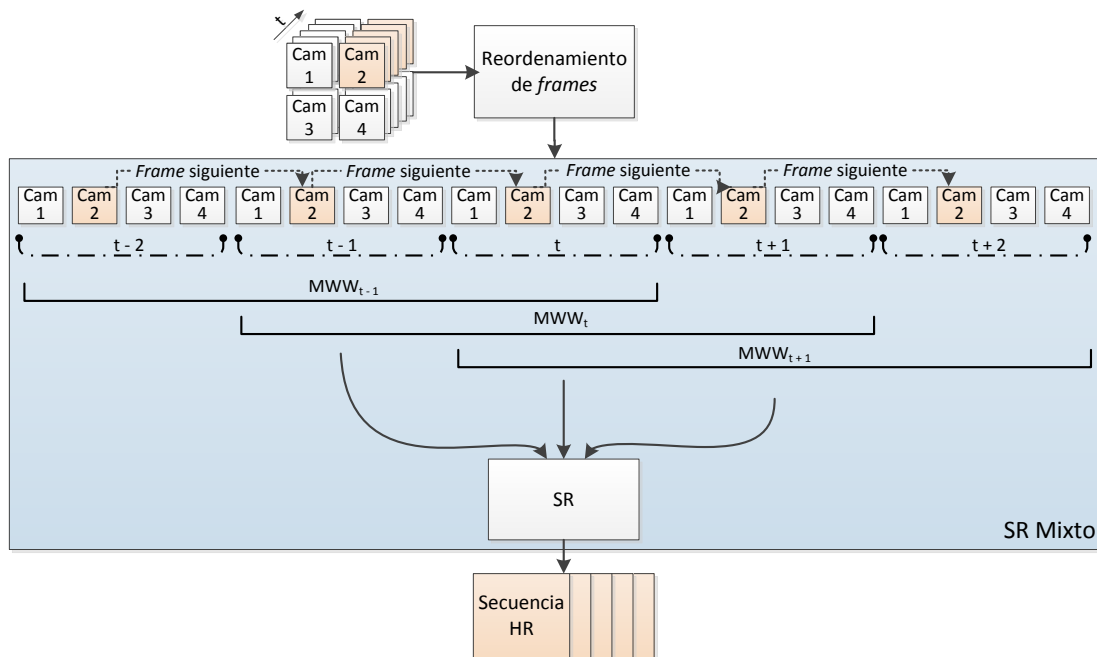 t
Cam 1
Cam 2
Cam 3
Cam 4
Reordenamiento
de frames
Frame siguiente
Frame siguiente
Frame siguiente
Frame siguiente
Cam 1 Cam 2 Cam 3 Cam 4 Cam 1 Cam 2 Cam 3 Cam 4 Cam 1 Cam 2 Cam 3 Cam 4 Cam 1 Cam 2 Cam 3 Cam 4 Cam 1 Cam 2 Cam 3 Cam 4
t - 2
t - 1
t
t + 1
t + 2
MWWt - 1
MWWt
MWWt + 1
SR
SR Mixto
Secuencia
HR